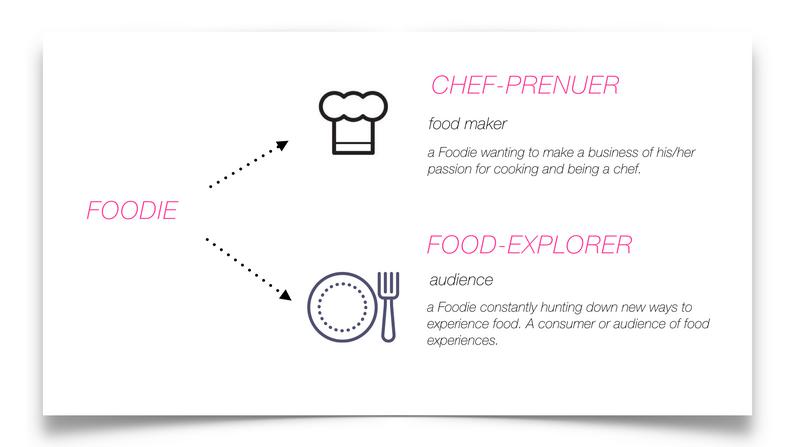 CHEF-PRENUER
food maker
a Foodie wanting to make a business of his/her
passion for cooking and being a chef.
FOODIE
FOOD-EXPLORER
audience
a Foodie constantly hunting down new ways to
experience food. A consumer or audience of food
experiences.